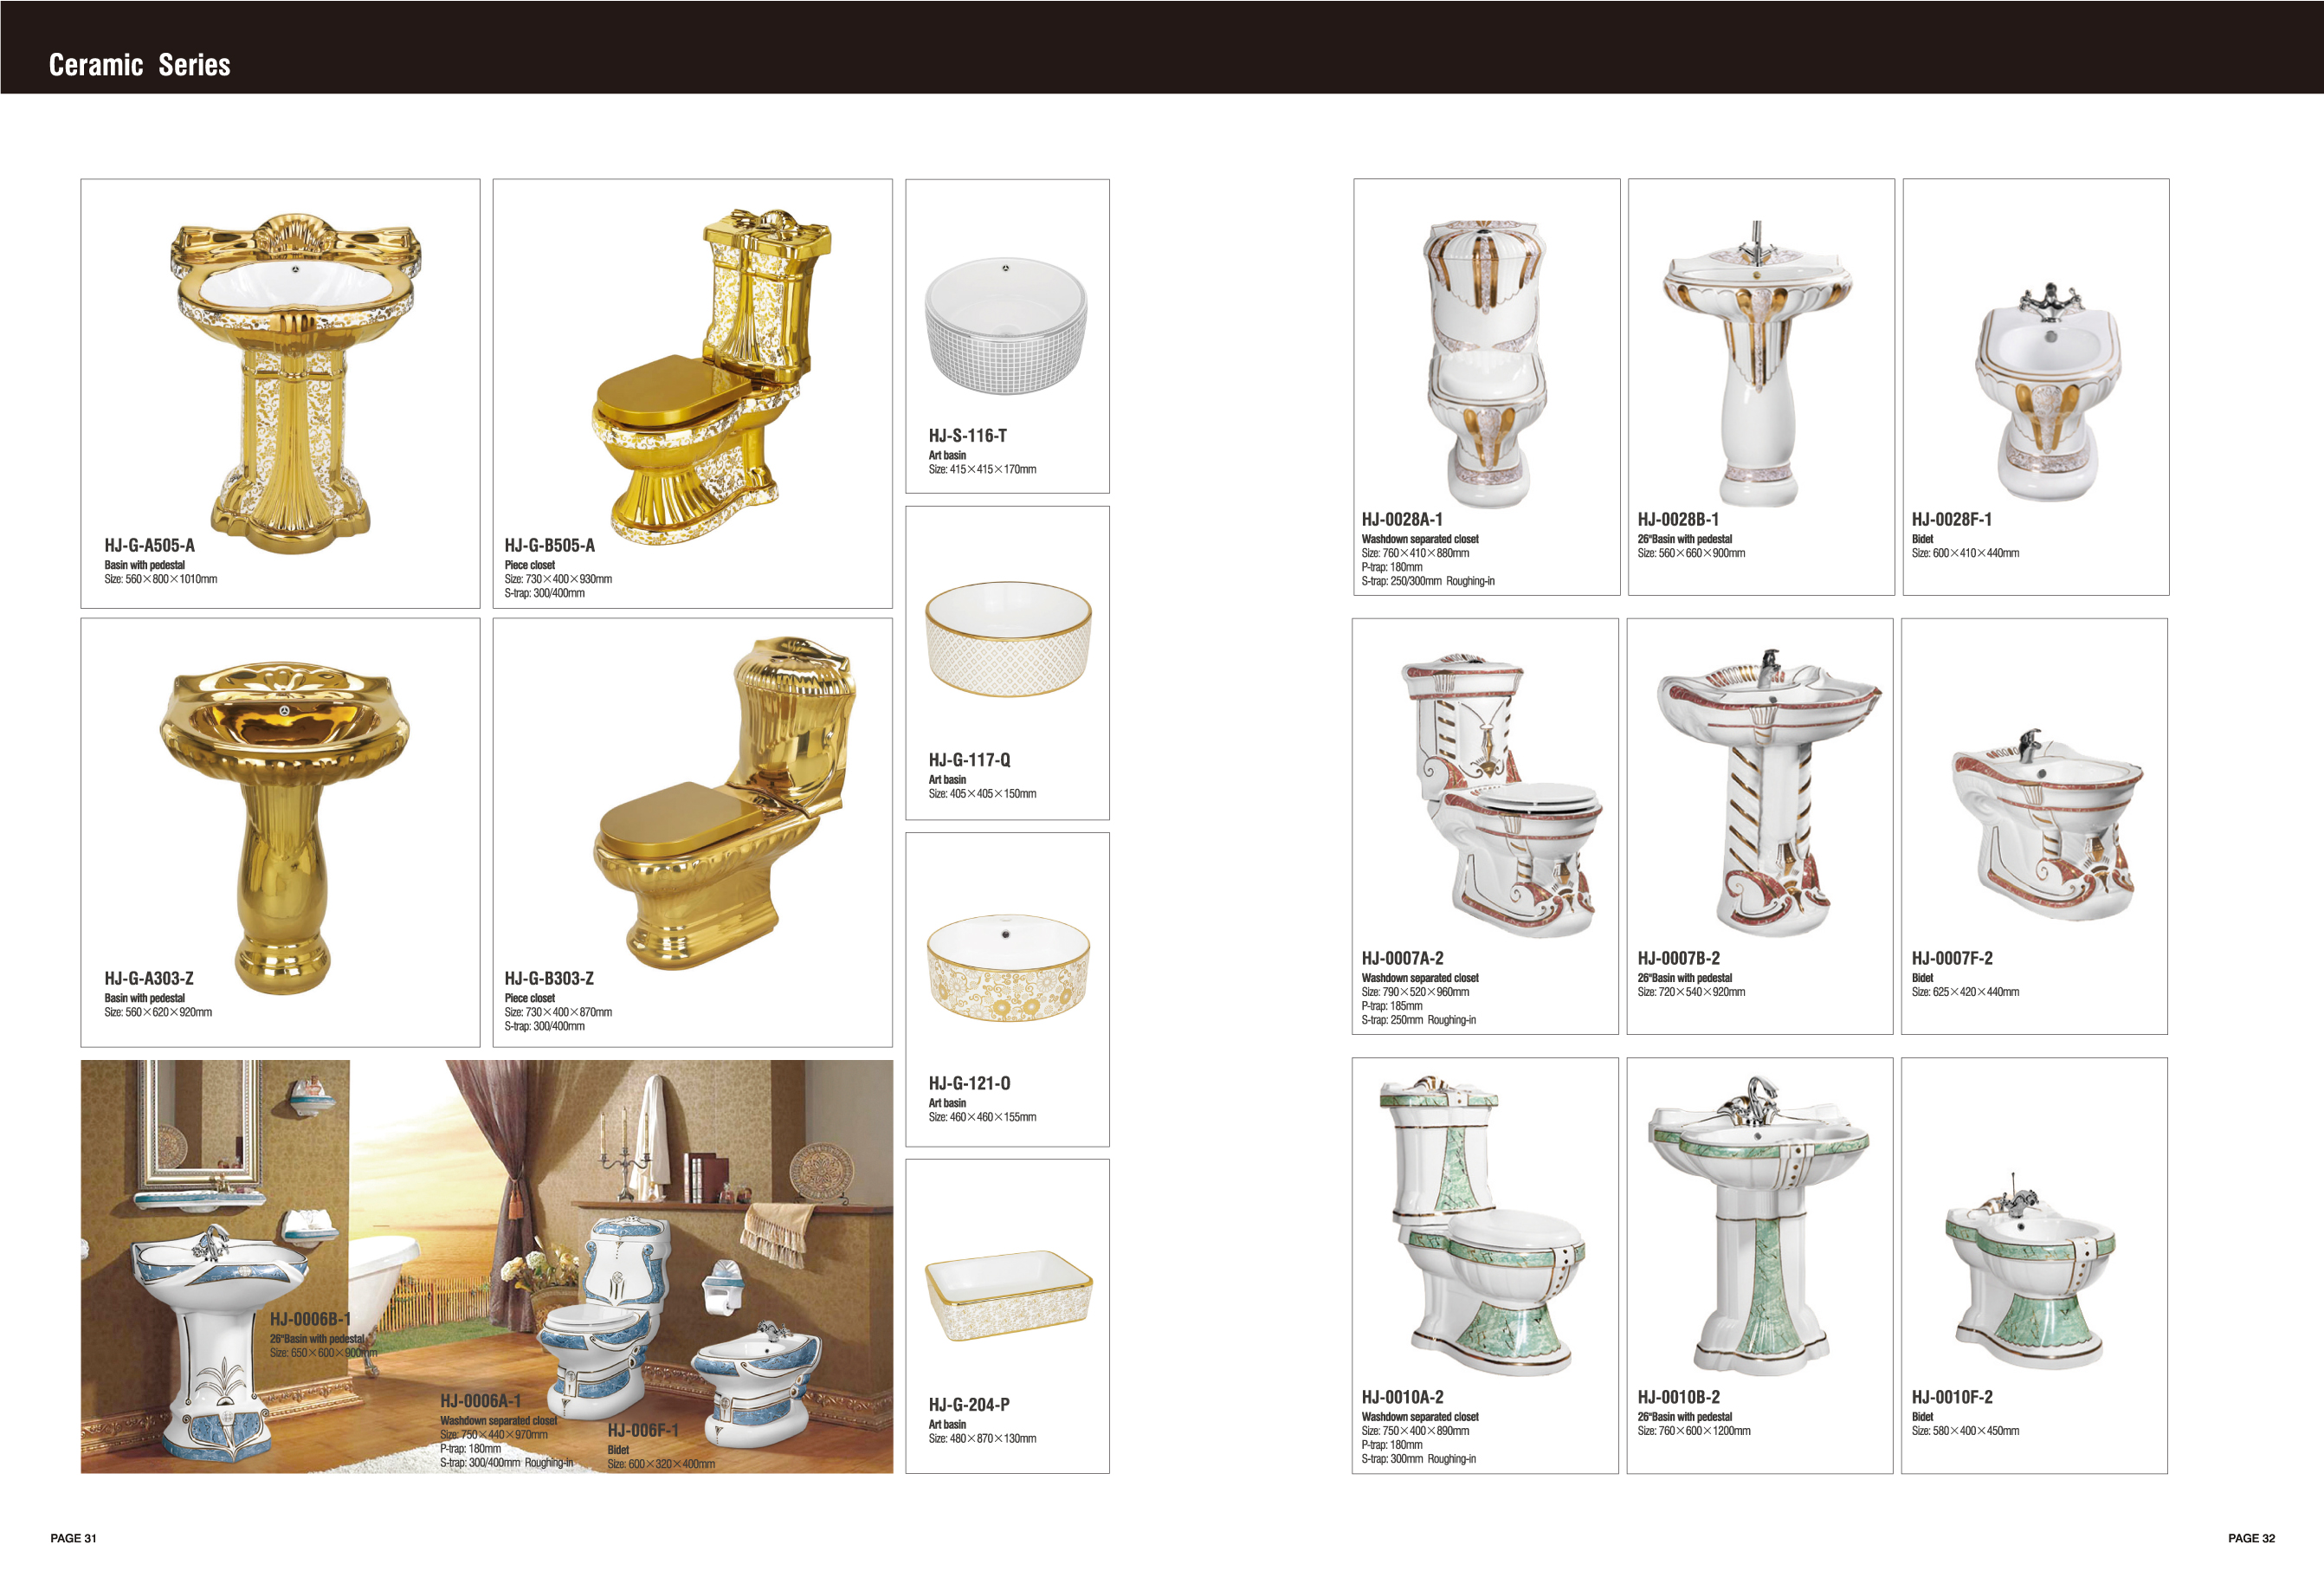 Ceramic Series
HJ-G-A505-A
Basin with pedestal
Size: 560×800×1010mm
HJ-G-B505-A
Piece closet
Size: 730×400×930mm
S-trap: 300/400mm
HJ-S-116-T
Art basin
Size: 415×415×170mm
HJ-G-117-Q
Art basin
Size: 405×405×150mm
HJ-G-A303-Z
Basin with pedestal
Size: 560×620×920mm
HJ-G-B303-Z
Piece closet
Size: 730×400×870mm
S-trap: 300/400mm
HJ-G-121-O
Art basin
Size: 460×460×155mm
HJ-0006B-1
26"Basin with pedestal
Size: 650×600×900mm
HJ-0006A-1
Washdown separated closet
Size: 750×440×970mm
P-trap: 180mm
S-trap: 300/400mm Roughing-in
HJ-006F-1
Bidet
Size: 600×320×400mm
HJ-G-204-P
Art basin
Size: 480×870×130mm
PAGE 31
HJ-0028A-1
Washdown separated closet
Size: 760×410×880mm
P-trap: 180mm
S-trap: 250/300mm Roughing-in
HJ-0028B-1
26"Basin with pedestal
Size: 560×660×900mm
HJ-0028F-1
Bidet
Size: 600×410×440mm
HJ-0007A-2
Washdown separated closet
Size: 790×520×960mm
P-trap: 185mm
S-trap: 250mm Roughing-in
HJ-0007B-2
26"Basin with pedestal
Size: 720×540×920mm
HJ-0007F-2
Bidet
Size: 625×420×440mm
HJ-0010A-2
Washdown separated closet
Size: 750×400×890mm
P-trap: 180mm
S-trap: 300mm Roughing-in
HJ-0010B-2
26"Basin with pedestal
Size: 760×600×1200mm
HJ-0010F-2
Bidet
Size: 580×400×450mm
PAGE 32